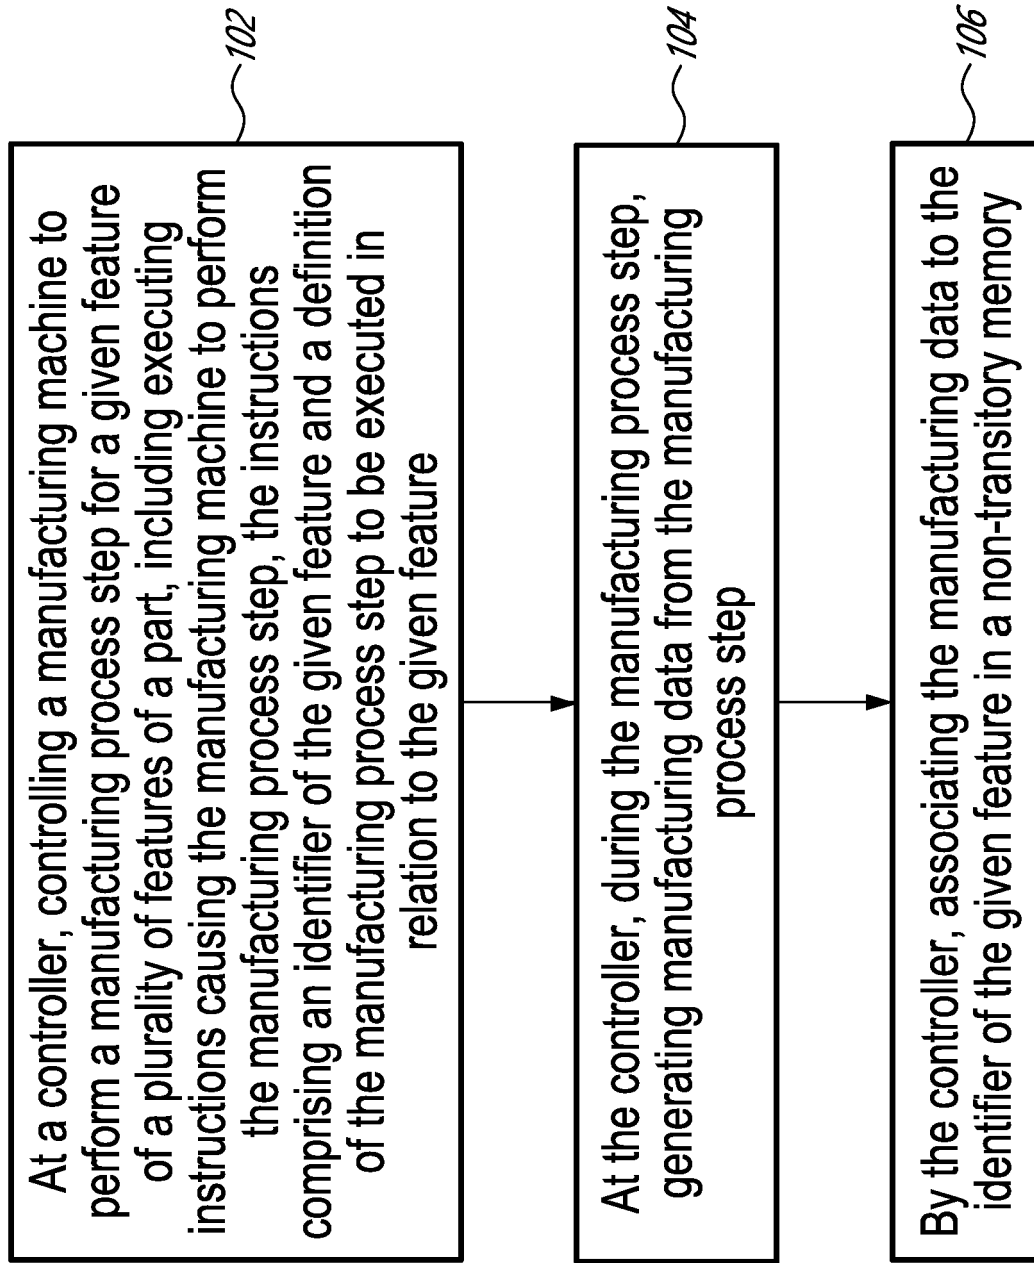 At a controller, controlling a manufacturing machine to
perform a manufacturing process step for a given feature
of a plurality of features of a part, including executing
instructions causing the manufacturing machine to perform
the manufacturing process step, the instructions
comprising an identifier of the given feature and a definition
of the manufacturing process step to be executed in
relation to the given feature
102
At the controller, during the manufacturing process step,
generating manufacturing data from the manufacturing
process step
104
By the controller, associating the manufacturing data to the
identifier of the given feature in a non-transitory memory
106